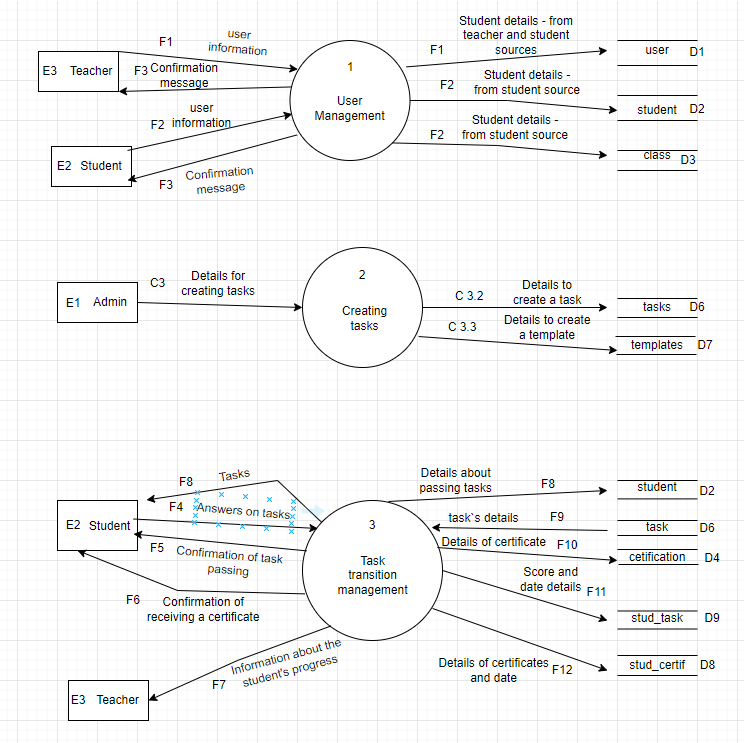 E3 Teacher
F1
user
information
F3 Confirmation
message
user
F2 information
E2 Student
F3
Confirmation
message
1
User
Management
Student details - from
teacher and student
sources
F1
user D1
Student details -
from student source
F2
student D2
Student details -
from student source
F2
class D3
E1 Admin
C3
Details for
creating tasks
2
Creating
tasks
C 3.2
Details to
create a task
tasks D6
C 3.3
Details to create
a template
templates D7
F8
Tasks
E2 Student
F4
Answers on tasks
F5
Confirmation of task
passing
F6
Confirmation of
receiving a certificate
F7
Information about the
student's progress
E3 Teacher
3
Task
transition
management
Details about
passing tasks
F8
student D2
task`s details F9
task D6
Details of certificate F10
cetification D4
Score and
date details F11
stud_task D9
Details of certificates F12
and date
stud_certif D8